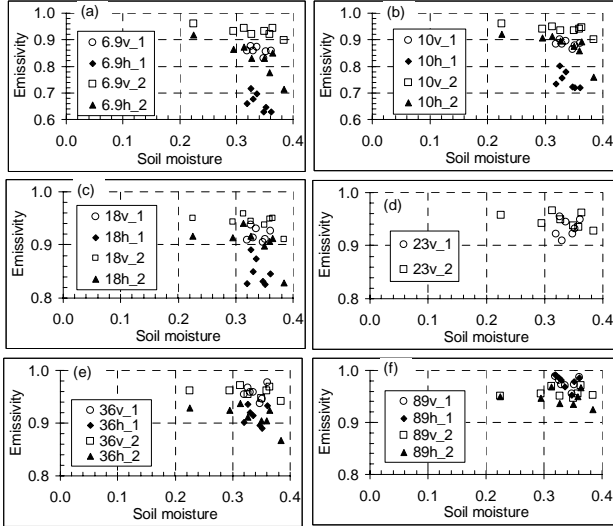 (a)
Emissivity
1.0
0.9
0.8
0.7
0.6
6.9v_1
6.9h_1
6.9v_2
6.9h_2
0.0 0.1 0.2 0.3 0.4
Soil moisture
(b)
Emissivity
1.0
0.9
0.8
0.7
0.6
10v_1
10h_1
10v_2
10h_2
0.0 0.1 0.2 0.3 0.4
Soil moisture
(c)
Emissivity
1.0
0.9
0.8
18v_1
18h_1
18v_2
18h_2
0.0 0.1 0.2 0.3 0.4
Soil moisture
(d)
Emissivity
1.0
0.9
0.8
23v_1
23v_2
0.0 0.1 0.2 0.3 0.4
Soil moisture
(e)
Emissivity
1.0
0.9
0.8
36v_1
36h_1
36v_2
36h_2
0.0 0.1 0.2 0.3 0.4
Soil moisture
(f)
Emissivity
1.0
0.9
0.8
89v_1
89h_1
89v_2
89h_2
0.0 0.1 0.2 0.3 0.4
Soil moisture